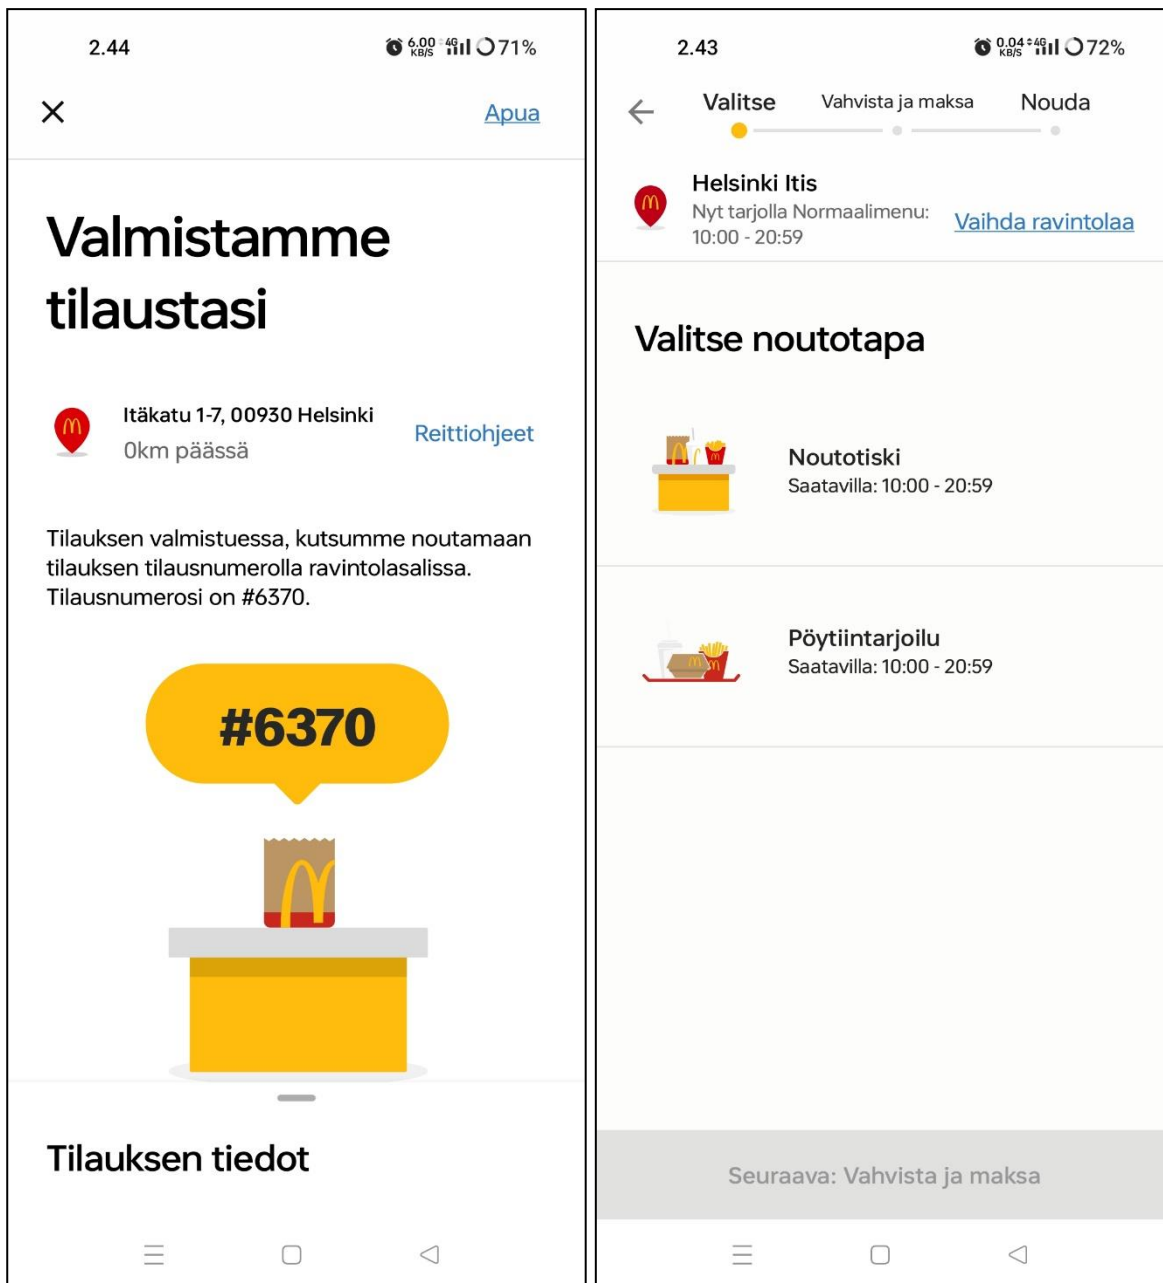 2.44
6.00 KB/S 4G 71%
Apua
Valmistamme
tilaustasi
Itäkatu 1-7, 00930 Helsinki
0km päässä
Reittiohjeet
Tilauksen valmistuessa, kutsumme noutamaan
tilauksen tilausnumerolla ravintolasalissa.
Tilausnumerosi on #6370.
#6370
Tilauksen tiedot
2.43
0.04 KB/S 4G 72%
Valitse
Vahvista ja maksa
Nouda
Helsinki Itis
Nyt tarjolla Normaalimenu:
10:00 - 20:59
Vaihda ravintolaa
Valitse noutotapa
Noutotiski
Saatavilla: 10:00 - 20:59
Pöytiintarjoilu
Saatavilla: 10:00 - 20:59
Seuraava: Vahvista ja maksa